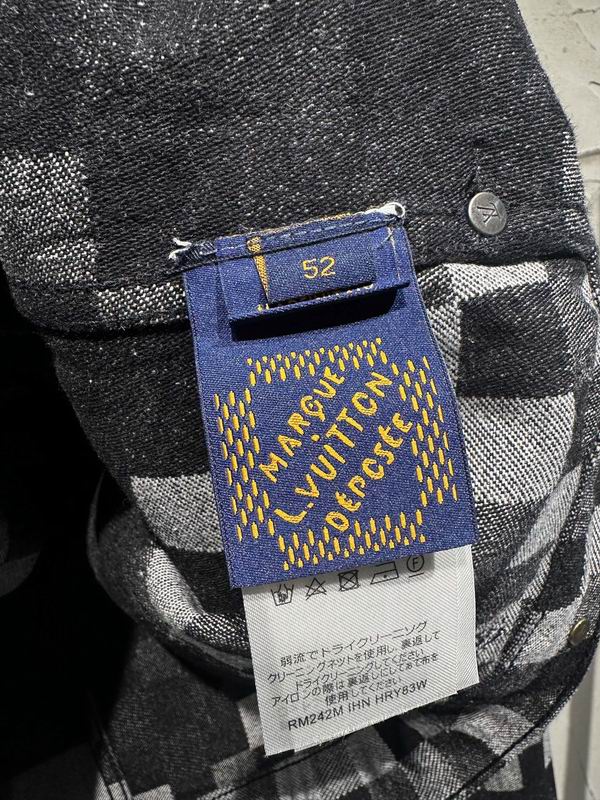 52
MARQUE
L.VUITTON
DÉPOSÉE
弱流でドライクリーニング
クリーニングネットを使用し、裏返して
ドライクリーニングしてください
アイロンの際は裏返しにしてあて布を
使用してください
RM242M IHN HRY83W
LV